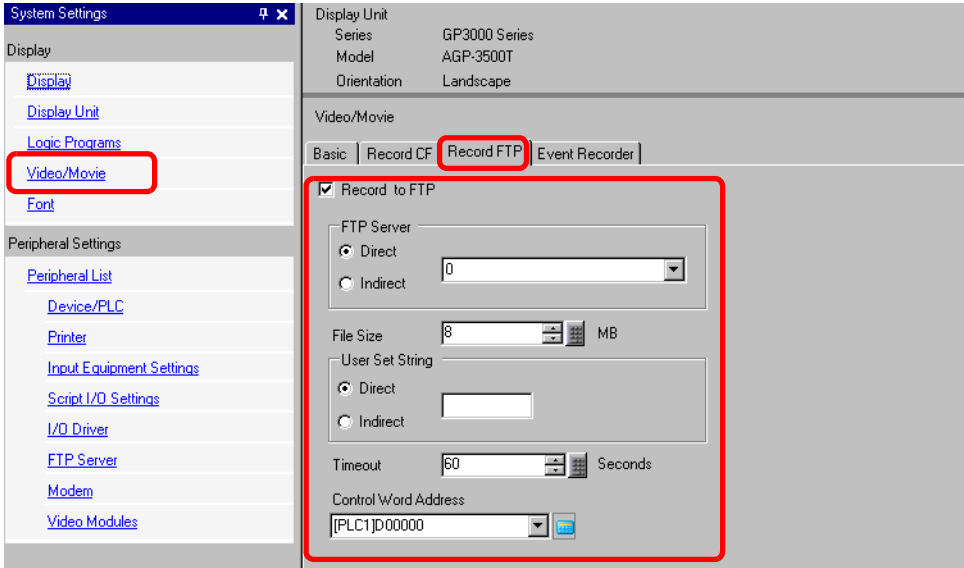 System Settings
Display
Display
Display Unit
Logic Programs
Video/Movie
Font
Peripheral Settings
Peripheral List
Device/PLC
Printer
Input Equipment Settings
Script I/O Settings
I/O Driver
FTP Server
Modem
Video Modules
Display Unit
Series GP3000 Series
Model AGP-3500T
Orientation Landscape
Video/Movie
Basic Record CF Record FTP Event Recorder
Record to FTP
FTP Server
Direct
0
Indirect
File Size 8 MB
User Set String
Direct
Indirect
Timeout 60 Seconds
Control Word Address
[PLC1]D00000